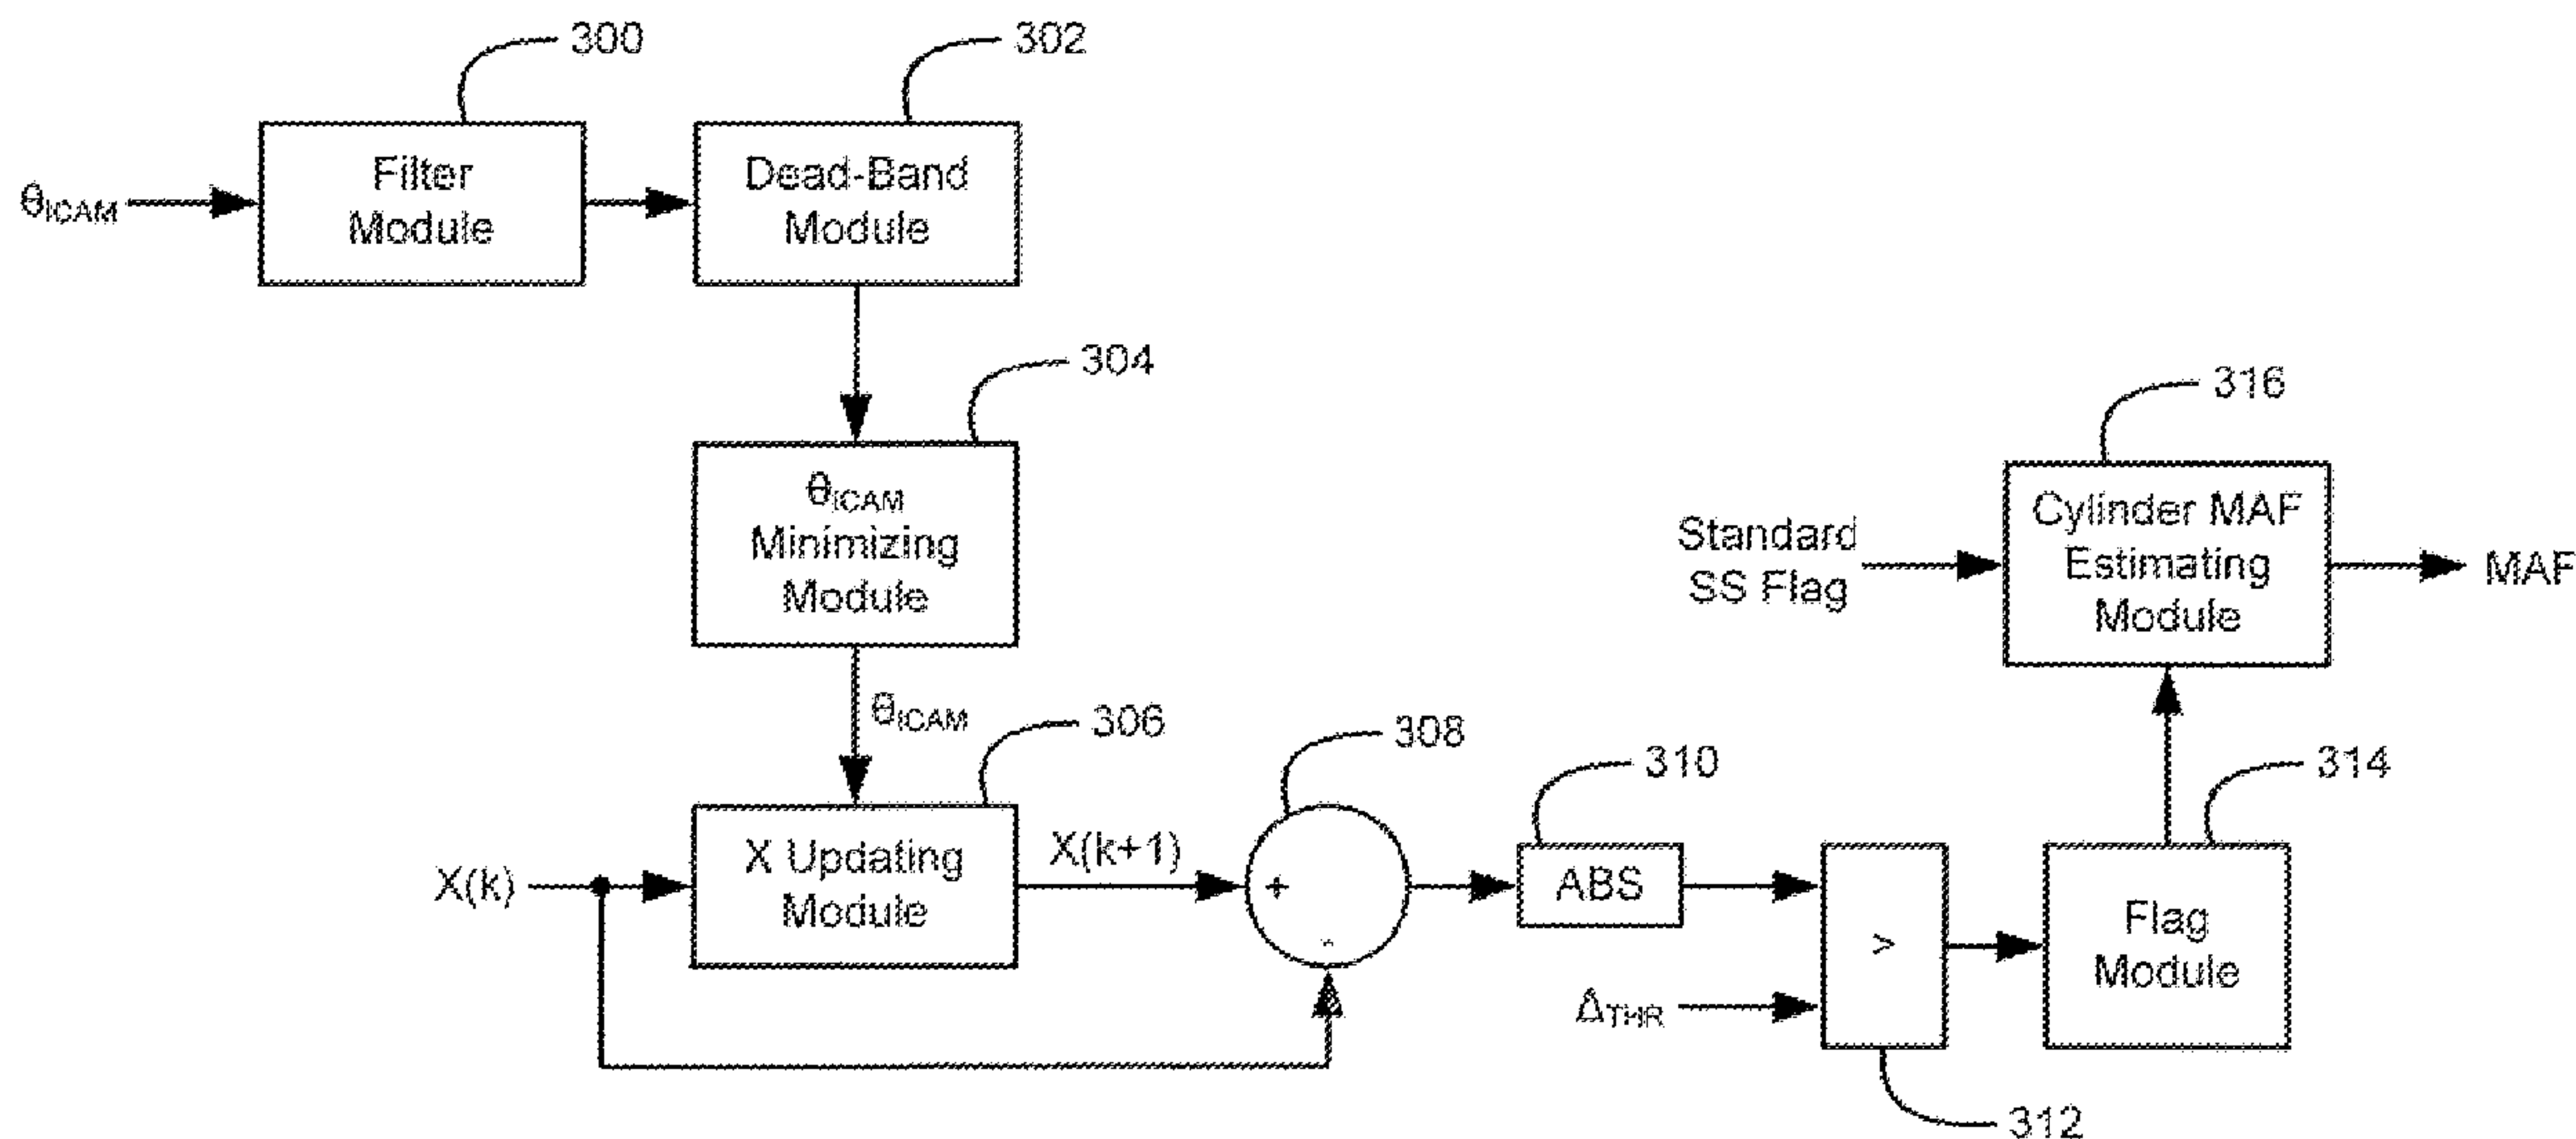 300
302
Filter
Module
Dead-Band
Module
θICAM
304
θICAM
Minimizing
Module
316
Cylinder MAF
Estimating
Module
Standard
SS Flag
MAF
θICAM
306
308
310
314
X(k)
X Updating
Module
X(k+1)
+
-
ABS
>
Flag
Module
ΔTHR
312